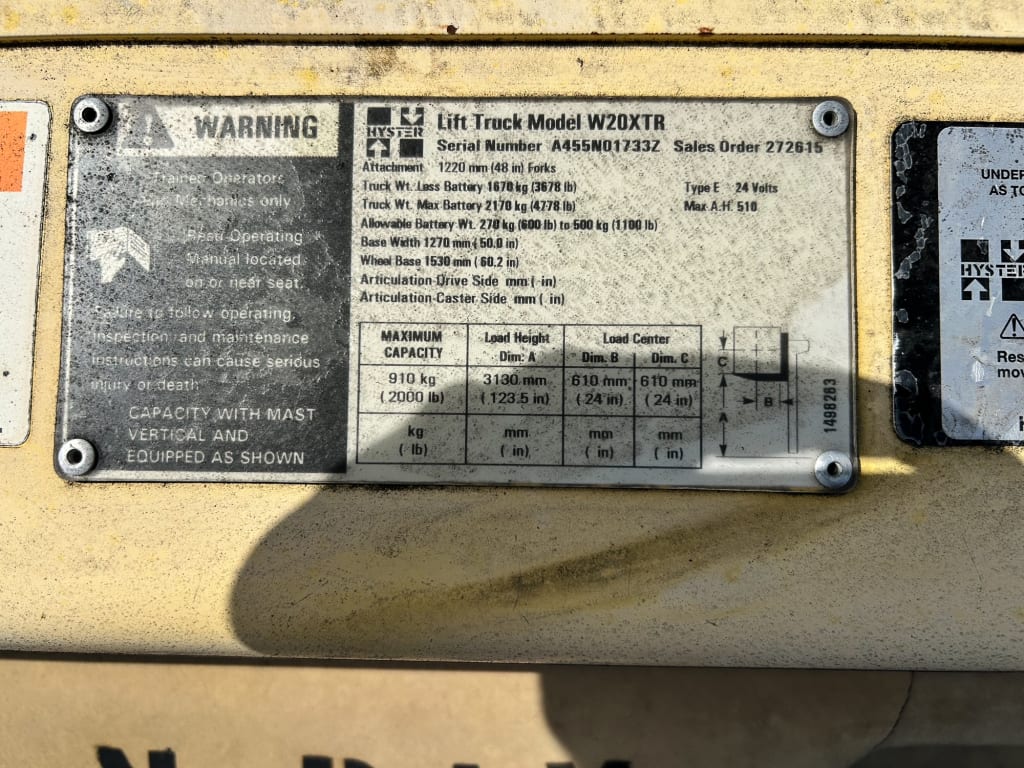 WARNING
Trained Operators
And Mechanics only
Read Operating
Manual located
on or near seat.
Failure to follow operating,
inspection and maintenance
instructions can cause serious
injury or death.
CAPACITY WITH MAST
VERTICAL AND
EQUIPPED AS SHOWN
HYSTER
Lift Truck Model W20XTR
Serial Number A455N01733Z Sales Order 272615
Attachment 1220 mm (48 in) Forks
Truck Wt. Less Battery 1670 kg (3678 lb) Type E 24 Volts
Truck Wt. Max Battery 2170 kg (4778 lb) Max A.H. 510
Allowable Battery Wt. 270 kg (600 lb) to 500 kg (1100 lb)
Base Width 1270 mm (50.0 in)
Wheel Base 1530 mm (60.2 in)
Articulation-Drive Side mm ( in)
Articulation-Caster Side mm ( in)
MAXIMUM CAPACITY Load Height Dim: A Load Center Dim. B Dim. C
910 kg 3130 mm 610 mm 610 mm
(2000 lb) (123.5 in) (24 in) (24 in)
kg mm mm mm
( lb) ( in) ( in) ( in)
C
B
A
1498283
UNDER
AS TO
HYSTER
Res
mov